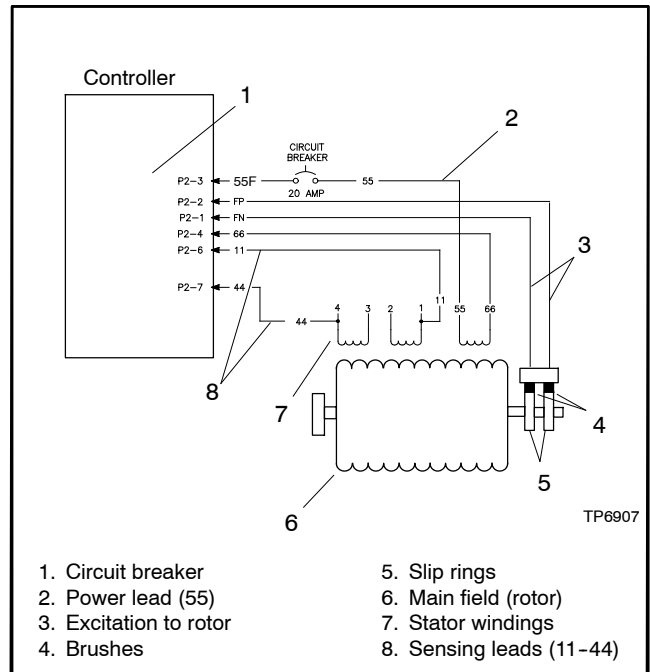 Controller
1
2
CIRCUIT
BREAKER
P2-3 55F 55
20 AMP
P2-2 FP
P2-1 FN
P2-4 66
P2-6 11
3
P2-7 44
11
4 3 2 1 55 66
44
8
7
4
5
6
TP6907
1. Circuit breaker
2. Power lead (55)
3. Excitation to rotor
4. Brushes
5. Slip rings
6. Main field (rotor)
7. Stator windings
8. Sensing leads (11-44)